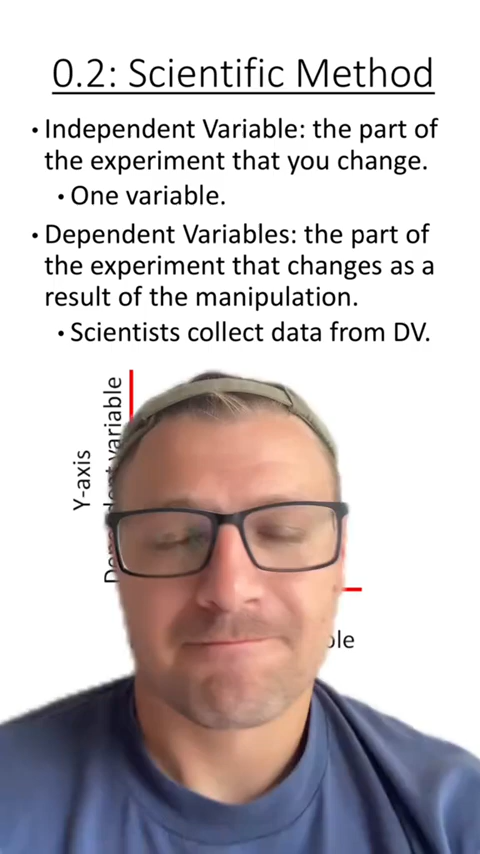 0.2: Scientific Method
• Independent Variable: the part of
the experiment that you change.
• One variable.
• Dependent Variables: the part of
the experiment that changes as a
result of the manipulation.
• Scientists collect data from DV.
Y-axis
variable